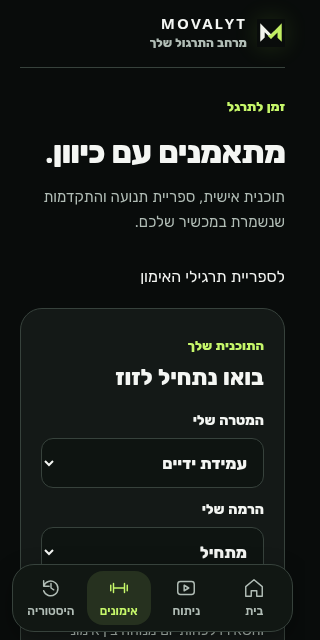 MOVALYT
מרחב התרגול שלך
זמן לתרגל
מתאמנים עם כיוון.
תוכנית אישית, ספריית תנועה והתקדמות
שנשמרת במכשיר שלכם.
לספריית תרגילי האימון
התוכנית שלך
בואו נתחיל לזוז
המטרה שלי
עמידת ידיים
הרמה שלי
מתחיל
בית
ניתוח
אימונים
היסטוריה